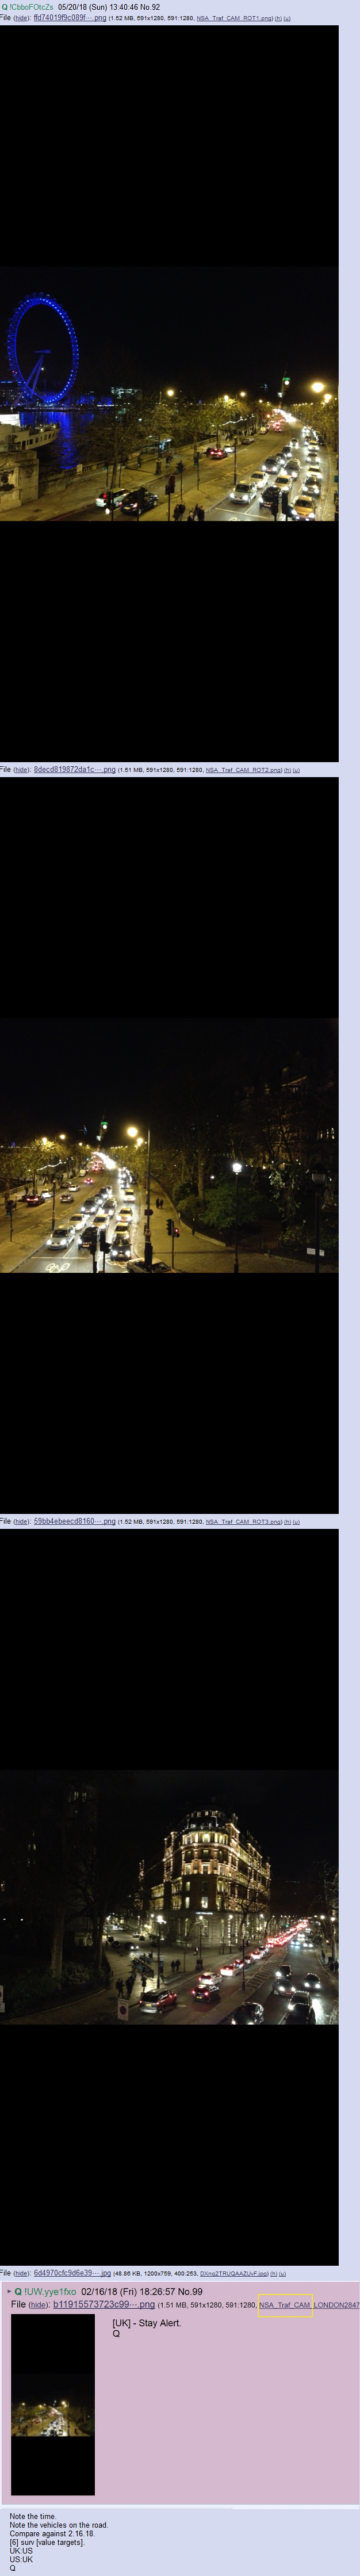 Q !CbboFOtcZs 05/20/18 (Sun) 13:40:46 No.92
File (hide): ffd74019f9c089f⋯.png (1.52 MB, 591x1280, 591:1280, NSA_Traf_CAM_ROT1.png) (h) (u)
File (hide): 8decd819872da1c⋯.png (1.51 MB, 591x1280, 591:1280, NSA_Traf_CAM_ROT2.png) (h) (u)
File (hide): 59bb4ebeecd8160⋯.png (1.52 MB, 591x1280, 591:1280, NSA_Traf_CAM_ROT3.png) (h) (u)
File (hide): 6d4970cfc9d6e39⋯.jpg (48.86 KB, 1200x759, 400:253, DXng2TRUQAAZUvF.jpg) (h) (u)
► Q !UW.yye1fxo 02/16/18 (Fri) 18:26:57 No.99
File (hide): b11915573723c99⋯.png (1.51 MB, 591x1280, 591:1280, NSA_Traf_CAM_LONDON2847
[UK] - Stay Alert.
Q
Note the time.
Note the vehicles on the road.
Compare against 2.16.18.
[6] surv [value targets].
UK:US
US:UK
Q